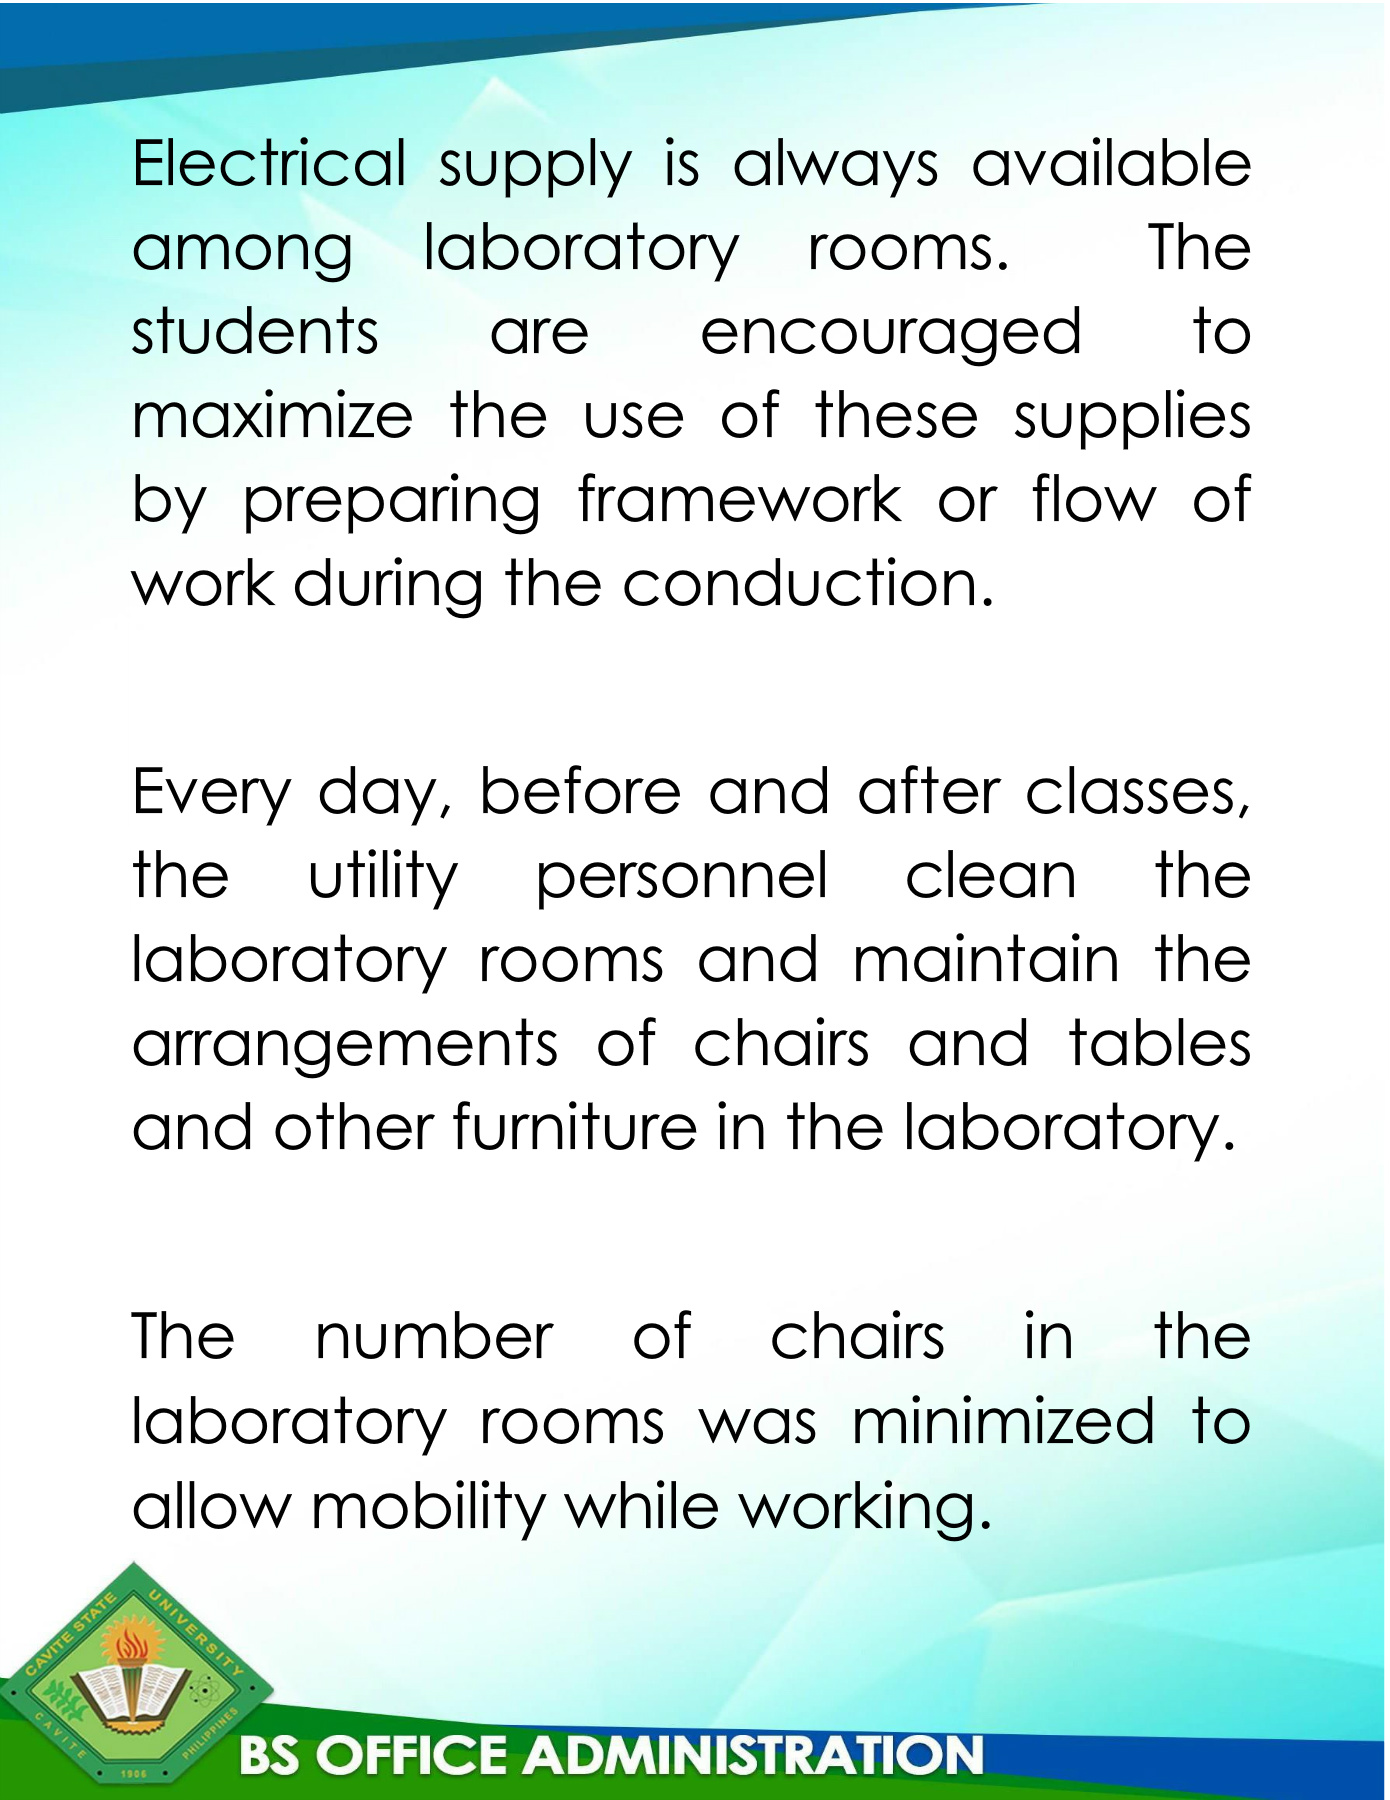 Electrical supply is always available
among laboratory rooms. The
students are encouraged to
maximize the use of these supplies
by preparing framework or flow of
work during the conduction.
Every day, before and after classes,
the utility personnel clean the
laboratory rooms and maintain the
arrangements of chairs and tables
and other furniture in the laboratory.
The number of chairs in the
laboratory rooms was minimized to
allow mobility while working.
CAVITE STATE UNIVERSITY
CAVITE PHILIPPINES
1906
BS OFFICE ADMINISTRATION